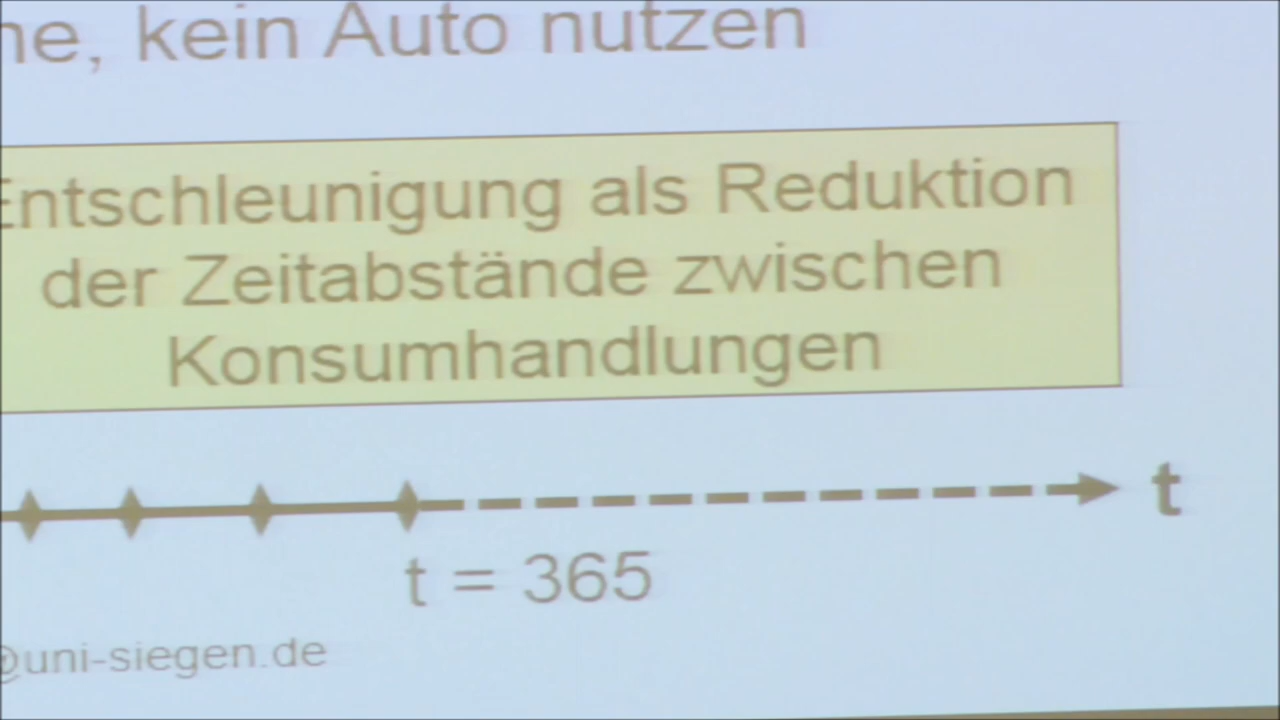 ne, kein Auto nutzen
Entschleunigung als Reduktion
der Zeitabstände zwischen
Konsumhandlungen
t
t = 365
@uni-siegen.de